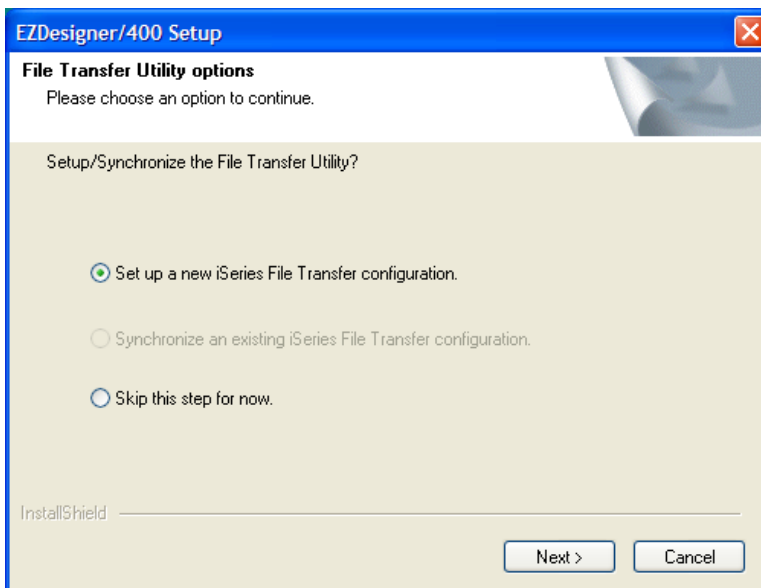 EZDesigner/400 Setup
File Transfer Utility options
Please choose an option to continue.
Setup/Synchronize the File Transfer Utility?
Set up a new iSeries File Transfer configuration.
Synchronize an existing iSeries File Transfer configuration.
Skip this step for now.
InstallShield
Next >
Cancel